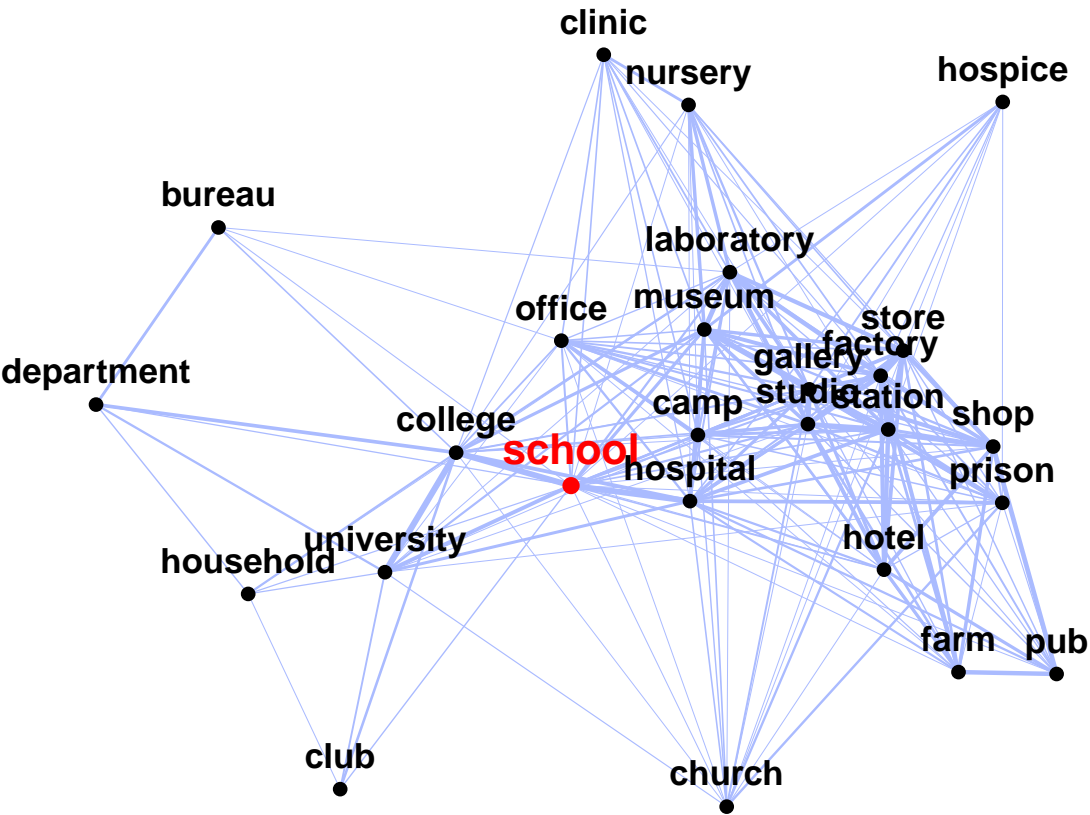 clinic
nursery
hospice
bureau
laboratory
museum
office
store
factory
gallery
department
studio
station
camp
shop
college
school
hospital
prison
university
hotel
household
farm
pub
club
church